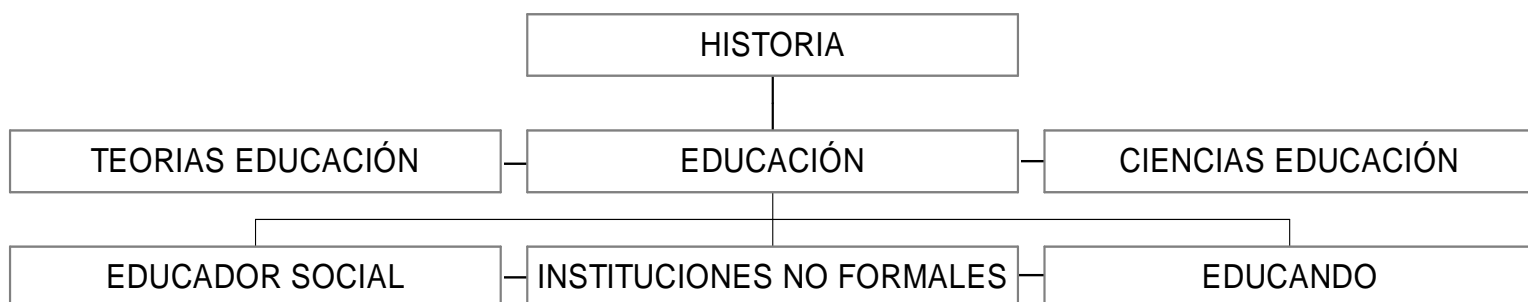 HISTORIA
TEORIAS EDUCACIÓN
EDUCACIÓN
CIENCIAS EDUCACIÓN
EDUCADOR SOCIAL
INSTITUCIONES NO FORMALES
EDUCANDO